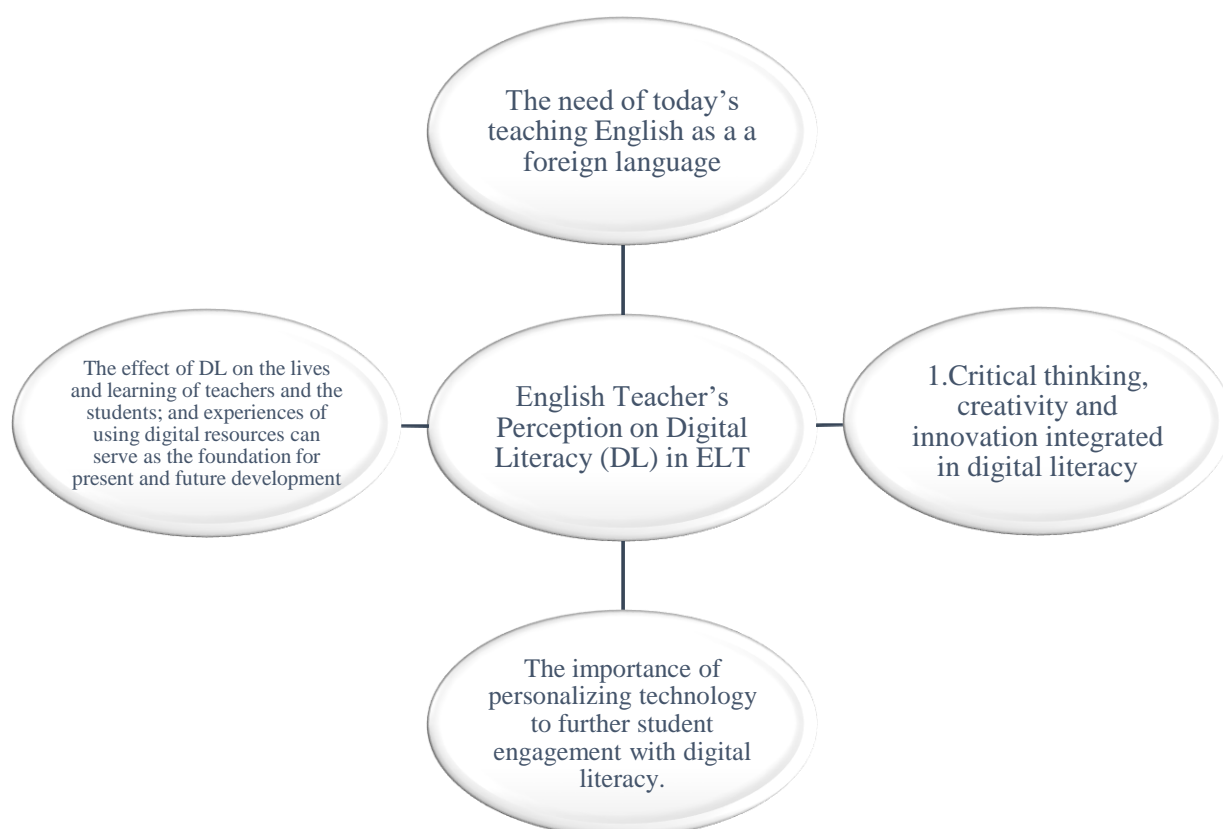 The need of today’s
teaching English as a a
foreign language
The effect of DL on the lives
and learning of teachers and the
students; and experiences of
using digital resources can
serve as the foundation for
present and future development
English Teacher’s
Perception on Digital
Literacy (DL) in ELT
1.Critical thinking,
creativity and
innovation integrated
in digital literacy
The importance of
personalizing technology
to further student
engagement with digital
literacy.